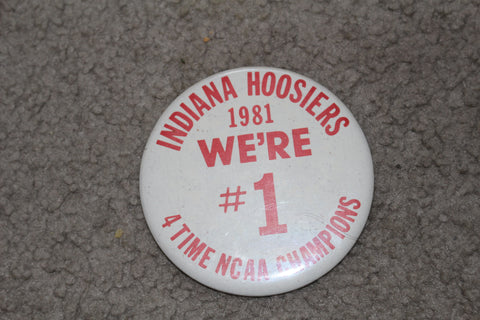 INDIANA HOOSIERS
1981
WE'RE
#1
4 TIME NCAA CHAMPIONS